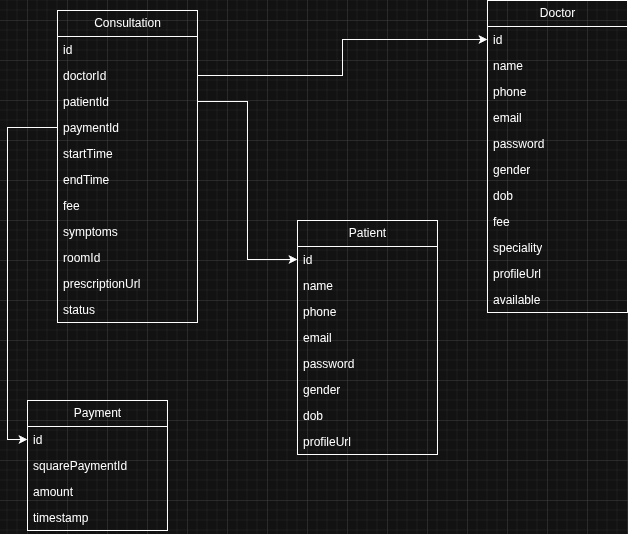 Consultation
id
doctorId
patientId
paymentId
startTime
endTime
fee
symptoms
roomId
prescriptionUrl
status
Doctor
id
name
phone
email
password
gender
dob
fee
speciality
profileUrl
available
Patient
id
name
phone
email
password
gender
dob
profileUrl
Payment
id
squarePaymentId
amount
timestamp